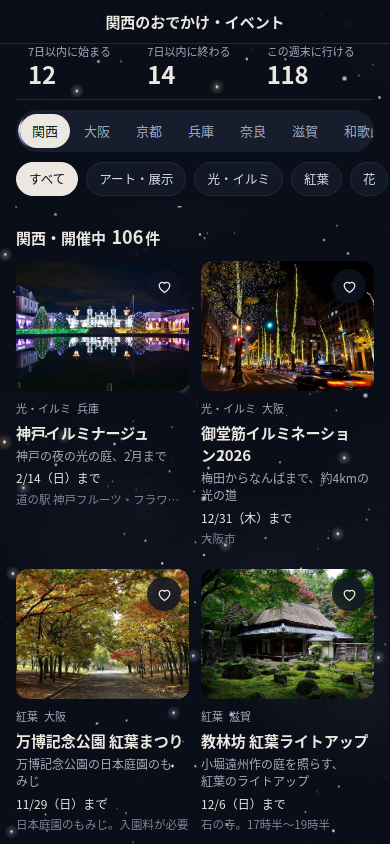 関西のおでかけ・イベント
7日以内に始まる 7日以内に終わる この週末に行ける
12 14 118
関西 大阪 京都 兵庫 奈良 滋賀 和歌山
すべて アート・展示 光・イルミ 紅葉 花
関西・開催中 106件
光・イルミ 兵庫
神戸イルミナージュ
神戸の夜の光の庭、2月まで
2/14（日）まで
道の駅 神戸フルーツ・フラワ…
光・イルミ 大阪
御堂筋イルミネーショ
ン2026
梅田からなんばまで、約4kmの
光の道
12/31（木）まで
大阪市
紅葉 大阪
万博記念公園 紅葉まつり
万博記念公園の日本庭園のも
みじ
11/29（日）まで
日本庭園のもみじ。入園料が必要
紅葉 滋賀
教林坊 紅葉ライトアップ
小堀遠州作の庭を照らす、
紅葉のライトアップ
12/6（日）まで
石の寺。17時半〜19時半